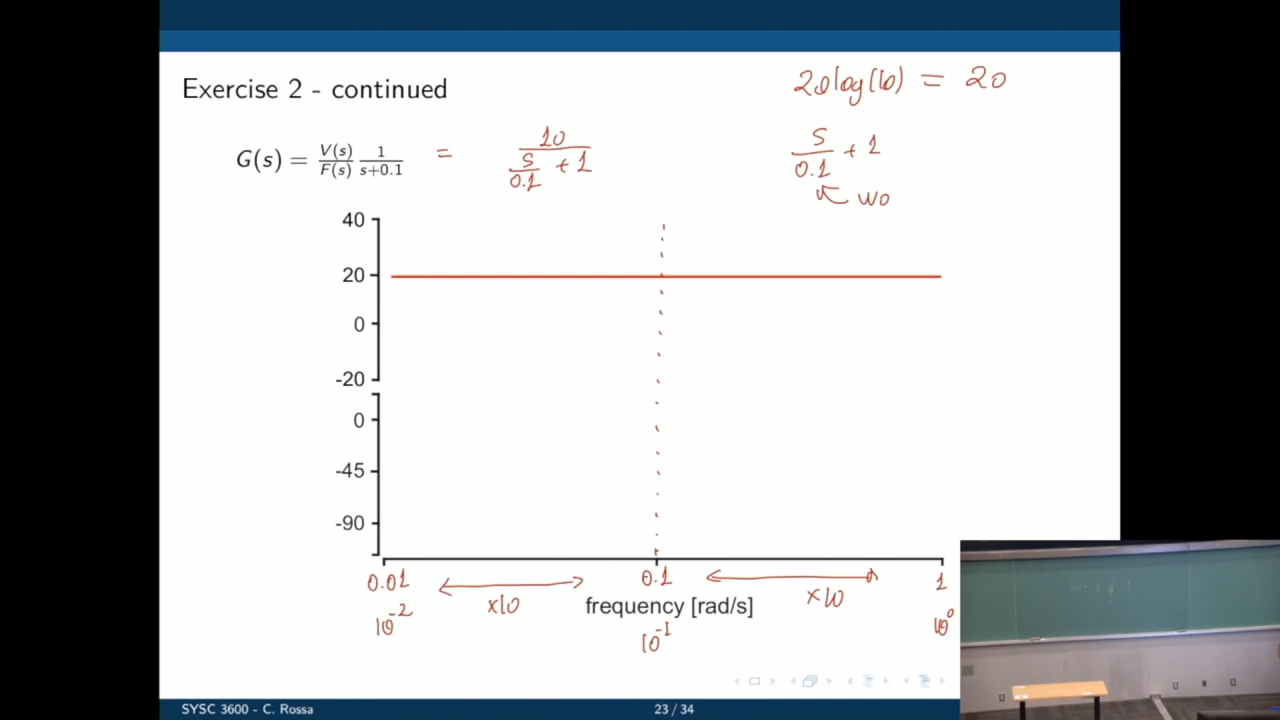 Exercise 2 - continued
20log(10) = 20
G(s) = V(s)/F(s) 1/(s+0.1) = 10/(s/0.1 + 1)
s/0.1 + 1
wo
40
20
0
-20
0
-45
-90
0.01 0.1 1
x10 x10
frequency [rad/s]
10^-2 10^-1 10^0
SYSC 3600 - C. Rossa 23 / 34